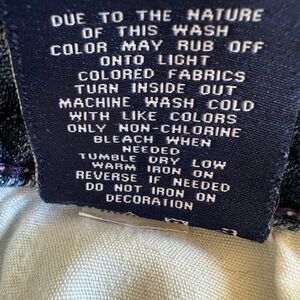 DUE TO THE NATURE
OF THIS WASH
COLOR MAY RUB OFF
ONTO LIGHT
COLORED FABRICS
TURN INSIDE OUT
MACHINE WASH COLD
WITH LIKE COLORS
ONLY NON-CHLORINE
BLEACH WHEN
NEEDED
TUMBLE DRY LOW
WARM IRON ON
REVERSE IF NEEDED
DO NOT IRON ON
DECORATION